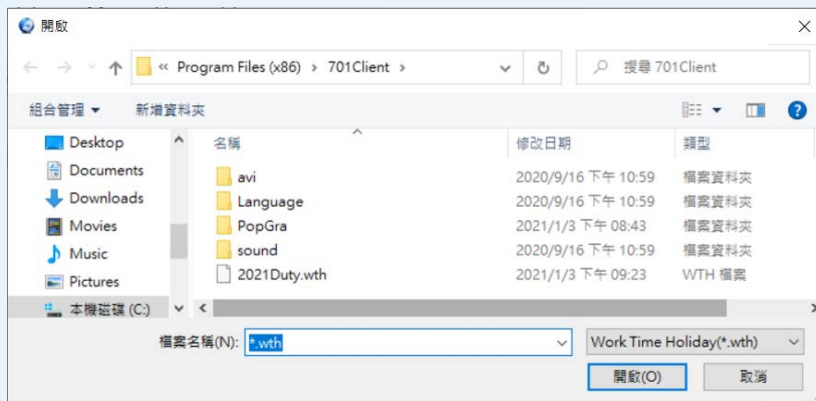 開啟
« Program Files (x86) › 701Client ›
搜尋 701Client
組合管理
新增資料夾
名稱 修改日期 類型
Desktop
Documents
Downloads
Movies
Music
Pictures
本機磁碟 (C:)
avi 2020/9/16 下午 10:59 檔案資料夾
Language 2020/9/16 下午 10:59 檔案資料夾
PopGra 2021/1/3 下午 08:43 檔案資料夾
sound 2020/9/16 下午 10:59 檔案資料夾
2021Duty.wth 2021/1/3 下午 09:23 WTH 檔案
檔案名稱(N): *.wth
Work Time Holiday(*.wth)
開啟(O) 取消